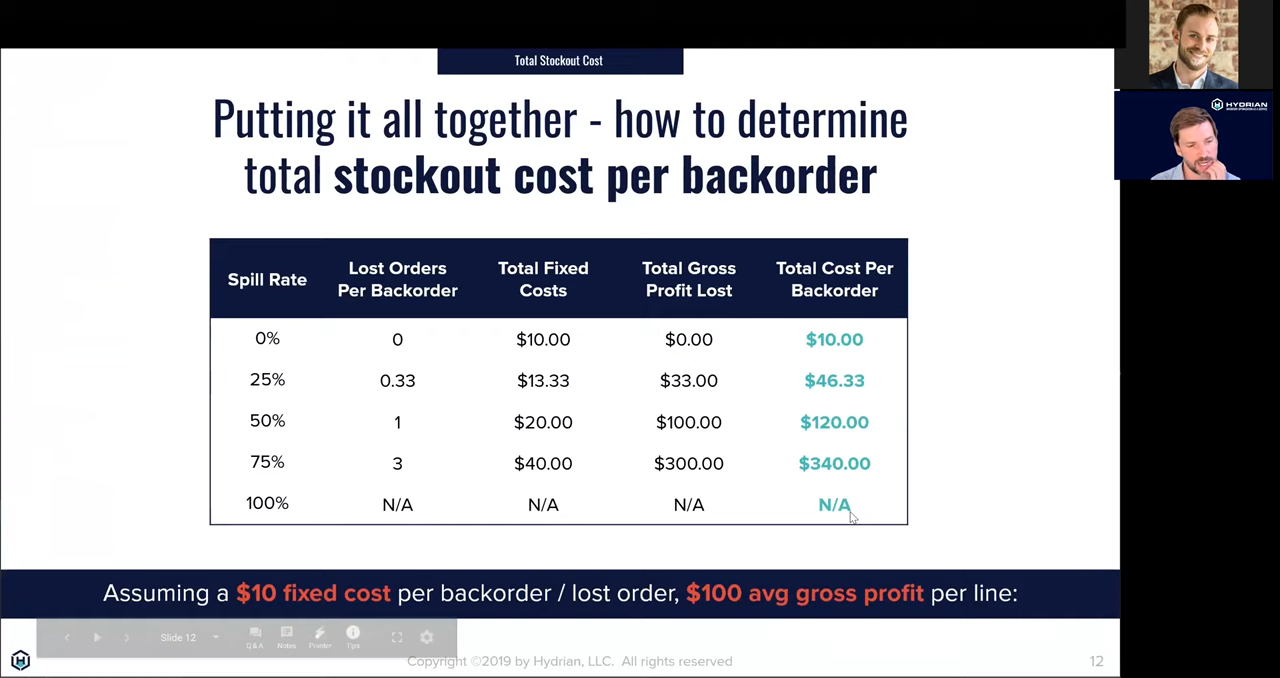 Total Stockout Cost
Putting it all together - how to determine
total stockout cost per backorder
Spill Rate
Lost Orders
Per Backorder
Total Fixed
Costs
Total Gross
Profit Lost
Total Cost Per
Backorder
0% 0 $10.00 $0.00 $10.00
25% 0.33 $13.33 $33.00 $46.33
50% 1 $20.00 $100.00 $120.00
75% 3 $40.00 $300.00 $340.00
100% N/A N/A N/A N/A
Assuming a $10 fixed cost per backorder / lost order, $100 avg gross profit per line:
Slide 12
Q&A Notes Pointer Tips
Copyright ©2019 by Hydrian, LLC. All rights reserved
12
HYDRIAN